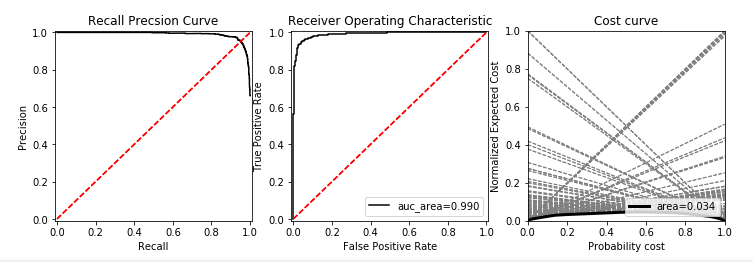 Recall Precsion Curve
Receiver Operating Characteristic
Cost curve
1.0
0.8
0.6
0.4
0.2
0.0
Precision
0.0 0.2 0.4 0.6 0.8 1.0
Recall
1.0
0.8
0.6
0.4
0.2
0.0
True Positive Rate
auc_area=0.990
0.0 0.2 0.4 0.6 0.8 1.0
False Positive Rate
1.0
0.8
0.6
0.4
0.2
0.0
Normalized Expected Cost
area=0.034
0.0 0.2 0.4 0.6 0.8 1.0
Probability cost